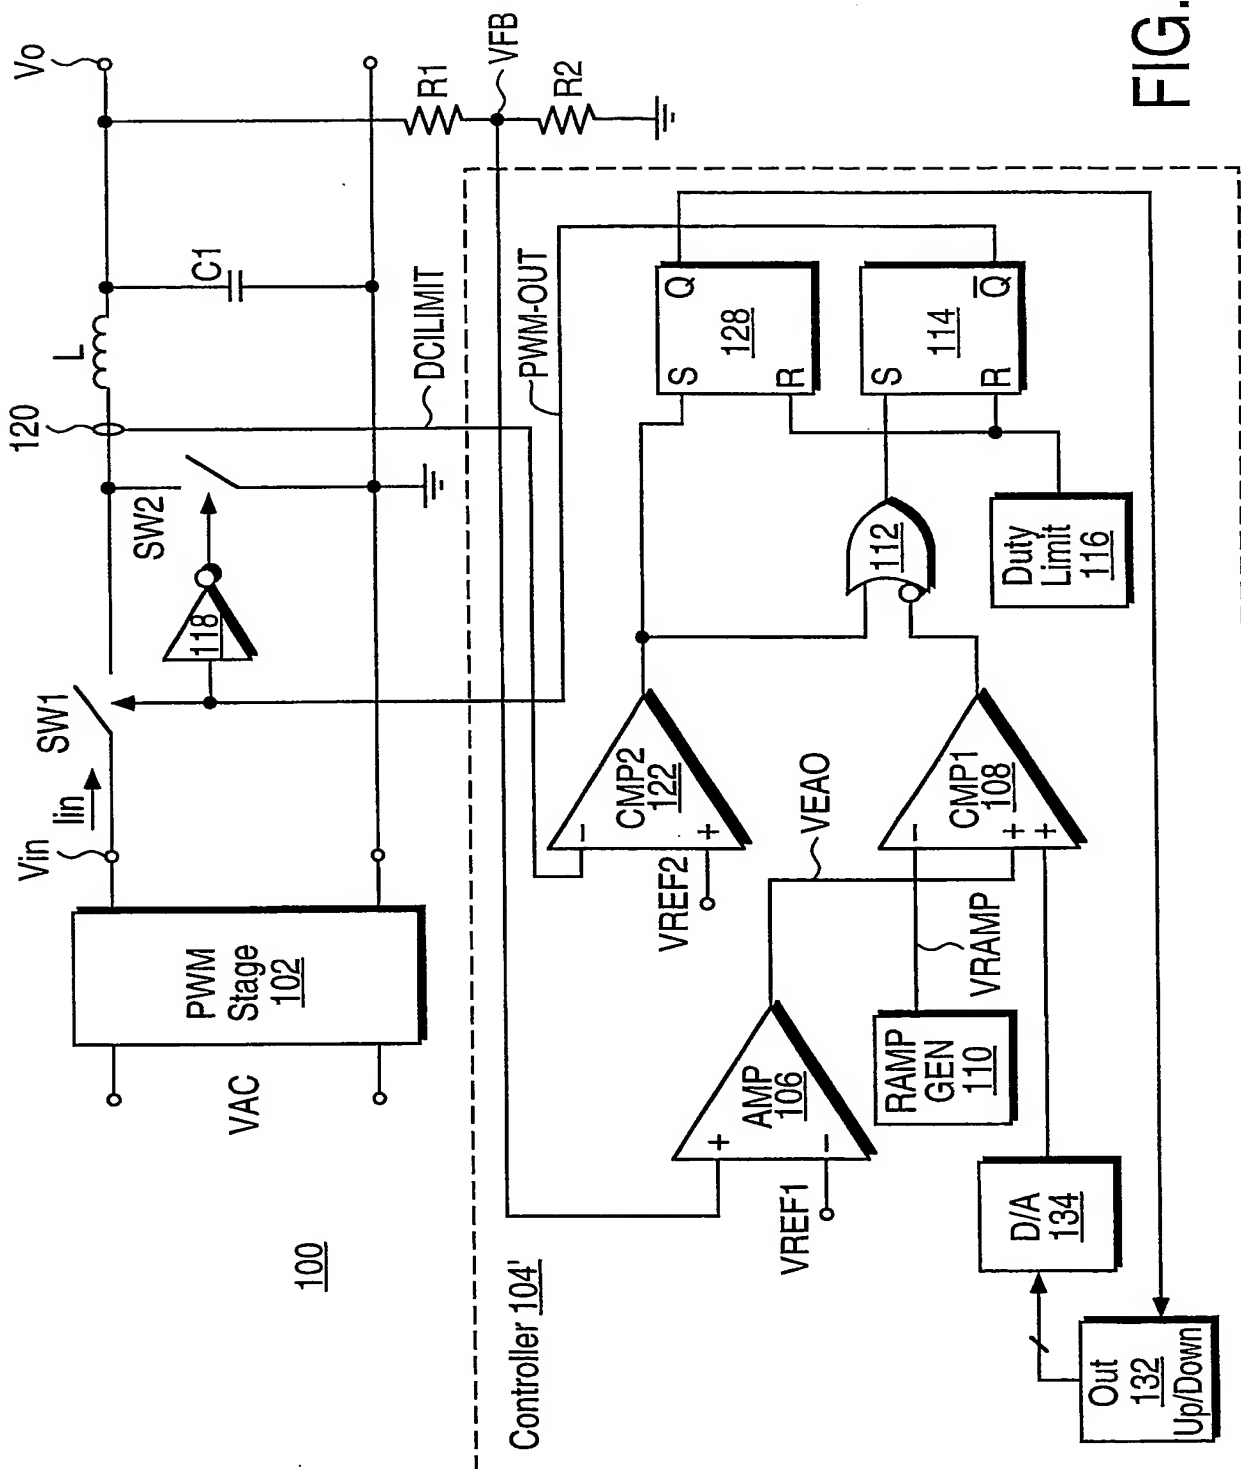 Vo
Vin
Iin
SW1
SW2
120
L
C1
118
PWM
Stage
102
VAC
100
DCILIMIT
PWM-OUT
R1
VFB
R2
Controller 104'
CMP2
122
-
+
VREF2
S
Q
128
R
VEAO
AMP
106
+
-
VREF1
112
S
114
R
Q̅
CMP1
108
-
+
+
VRAMP
RAMP
GEN
110
Duty
Limit
116
D/A
134
Out
132
Up/Down
FIG.